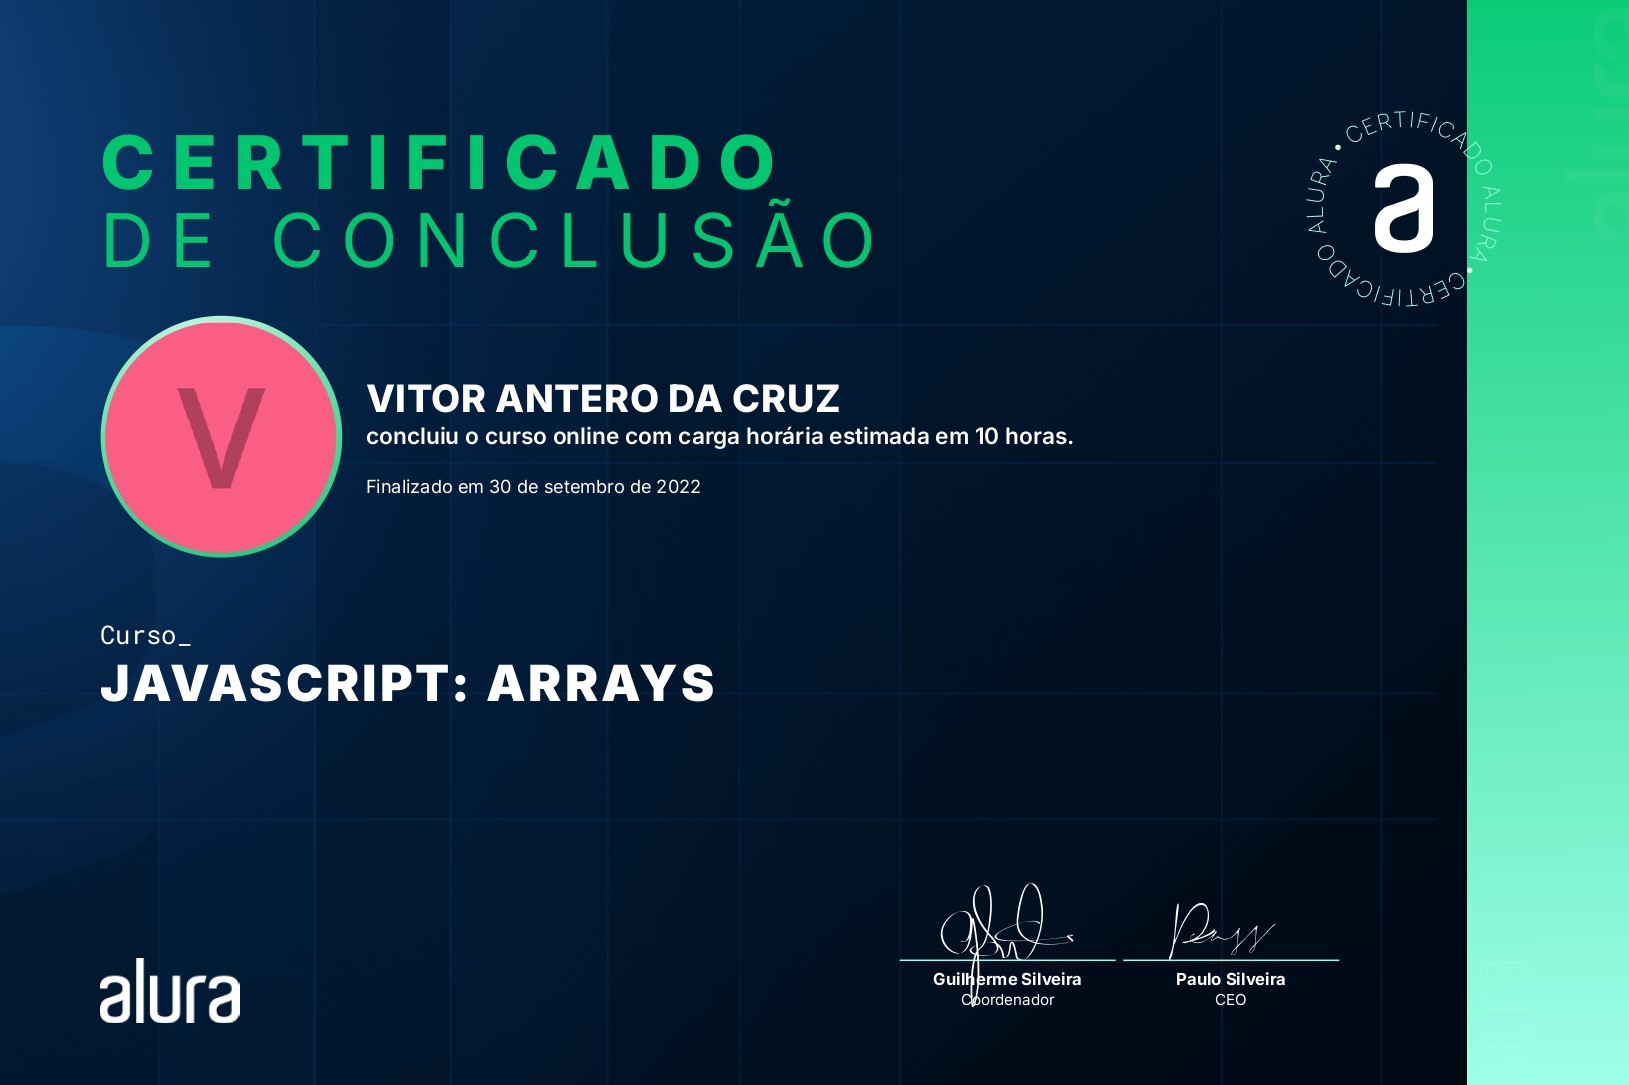 CERTIFICADO
DE CONCLUSÃO
CERTIFICADO ALURA • CERTIFICADO ALURA •
a
V
VITOR ANTERO DA CRUZ
concluiu o curso online com carga horária estimada em 10 horas.
Finalizado em 30 de setembro de 2022
Curso_
JAVASCRIPT: ARRAYS
alura
Guilherme Silveira
Coordenador
Paulo Silveira
CEO